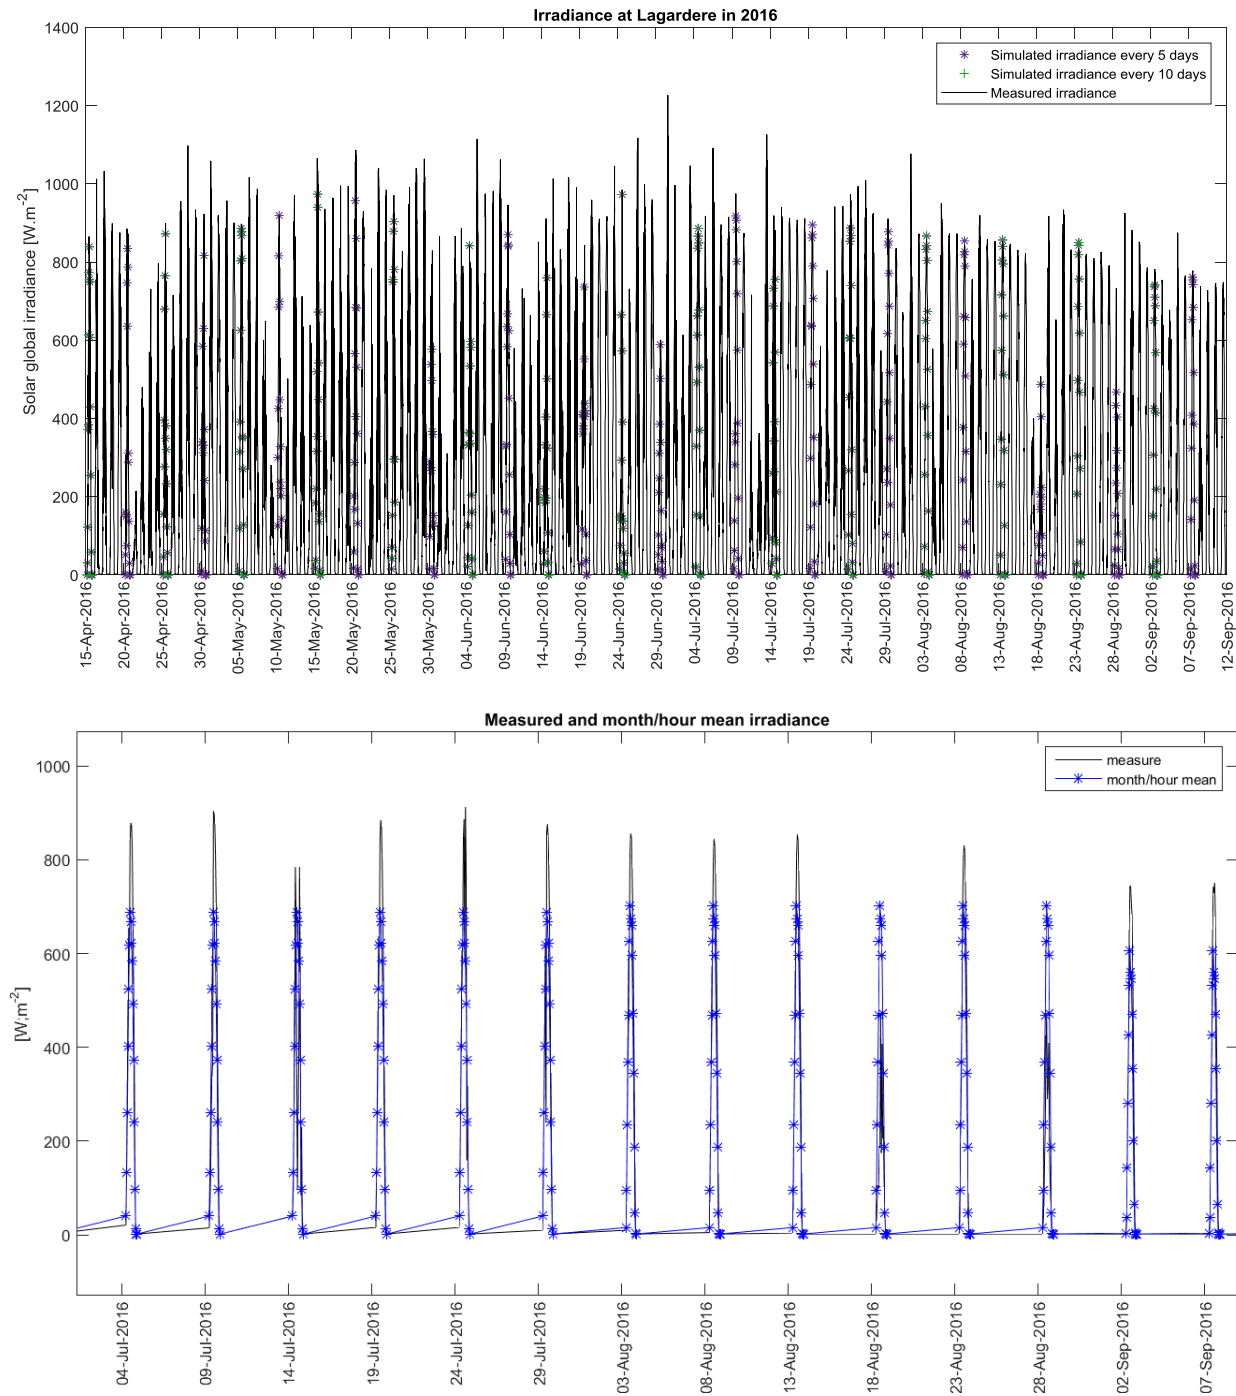 Irradiance at Lagardere in 2016
1400
1200
1000
800
600
400
200
0
Solar global irradiance [W.m-2]
Simulated irradiance every 5 days
Simulated irradiance every 10 days
Measured irradiance
15-Apr-2016
20-Apr-2016
25-Apr-2016
30-Apr-2016
05-May-2016
10-May-2016
15-May-2016
20-May-2016
25-May-2016
30-May-2016
04-Jun-2016
09-Jun-2016
14-Jun-2016
19-Jun-2016
24-Jun-2016
29-Jun-2016
04-Jul-2016
09-Jul-2016
14-Jul-2016
19-Jul-2016
24-Jul-2016
29-Jul-2016
03-Aug-2016
08-Aug-2016
13-Aug-2016
18-Aug-2016
23-Aug-2016
28-Aug-2016
02-Sep-2016
07-Sep-2016
12-Sep-2016
Measured and month/hour mean irradiance
1000
800
600
400
200
0
[W;m-2]
measure
month/hour mean
04-Jul-2016
09-Jul-2016
14-Jul-2016
19-Jul-2016
24-Jul-2016
29-Jul-2016
03-Aug-2016
08-Aug-2016
13-Aug-2016
18-Aug-2016
23-Aug-2016
28-Aug-2016
02-Sep-2016
07-Sep-2016